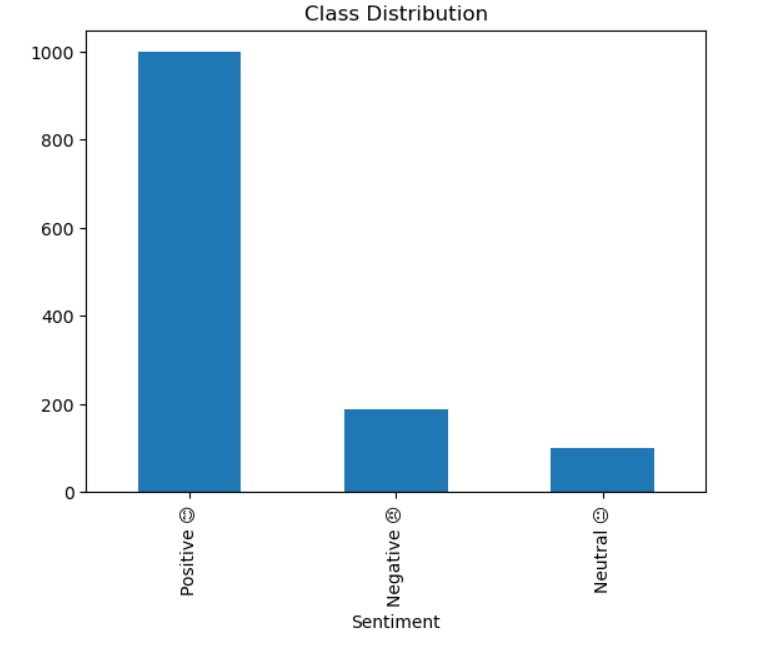 Class Distribution
1000
800
600
400
200
0
Positive 😊
Negative ☹
Neutral 😐
Sentiment